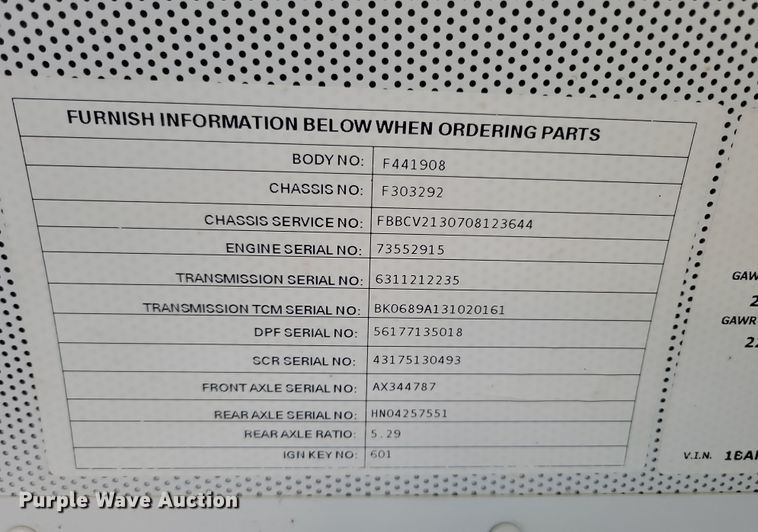 FURNISH INFORMATION BELOW WHEN ORDERING PARTS
BODY NO: F441908
CHASSIS NO: F303292
CHASSIS SERVICE NO: FBBCV2130708123644
ENGINE SERIAL NO: 73552915
TRANSMISSION SERIAL NO: 6311212235
TRANSMISSION TCM SERIAL NO: BK0689A131020161
DPF SERIAL NO: 56177135018
SCR SERIAL NO: 43175130493
FRONT AXLE SERIAL NO: AX344787
REAR AXLE SERIAL NO: HN04257551
REAR AXLE RATIO: 5.29
IGN KEY NO: 601
GAW
GAWR
V.I.N. 1BA
Purple Wave Auction